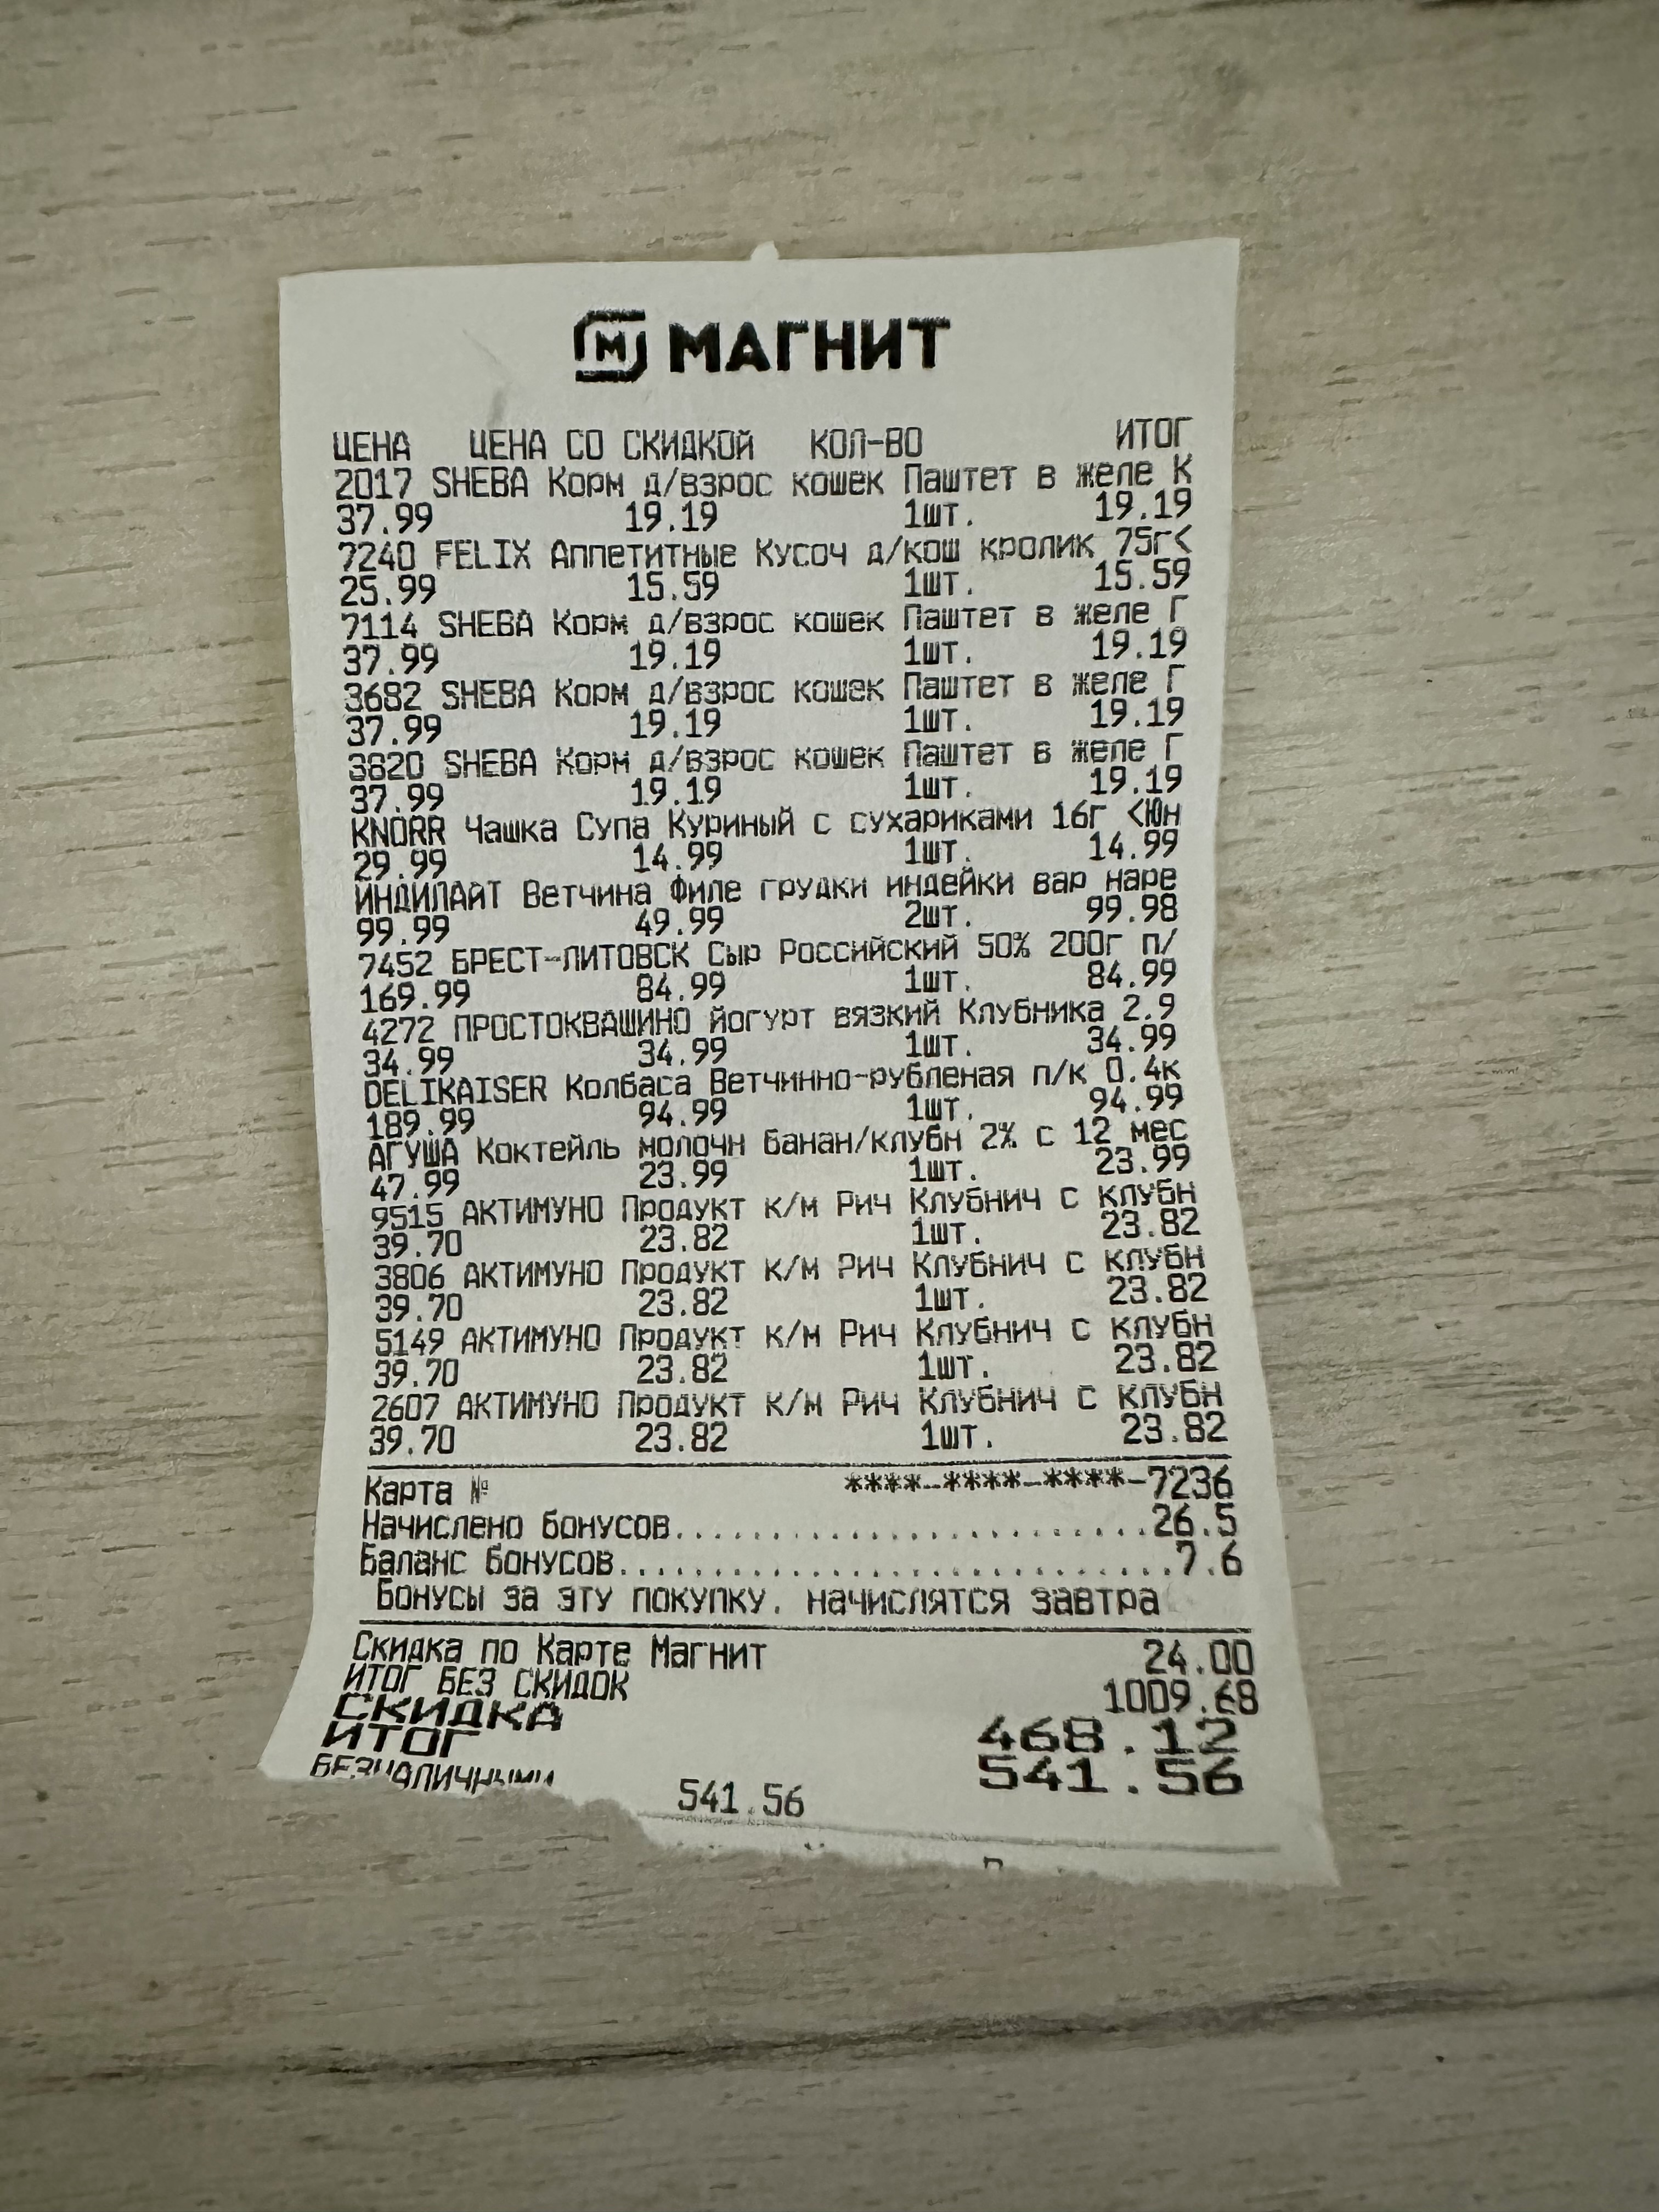 МАГНИТ
ЦЕНА ЦЕНА СО СКИДКОЙ КОЛ-ВО ИТОГ
2017 SHEBA Корм д/взрос кошек Паштет в желе К
37.99 19.19 1шт. 19.19
7240 FELIX Аппетитные Кусоч д/кош кролик 75г<
25.99 15.59 1шт. 15.59
7114 SHEBA Корм д/взрос кошек Паштет в желе Г
37.99 19.19 1шт. 19.19
3682 SHEBA Корм д/взрос кошек Паштет в желе Г
37.99 19.19 1шт. 19.19
3820 SHEBA Корм д/взрос кошек Паштет в желе Г
37.99 19.19 1шт. 19.19
KNORR Чашка Супа Куриный с сухариками 16г <Юн
29.99 14.99 1шт. 14.99
ИНДИЛАЙТ Ветчина Филе грудки индейки вар наре
99.99 49.99 2шт. 99.98
7452 БРЕСТ-ЛИТОВСК Сыр Российский 50% 200г п/
169.99 84.99 1шт. 84.99
4272 ПРОСТОКВАШИНО йогурт вязкий Клубника 2.9
34.99 34.99 1шт. 34.99
DELIKAISER Колбаса Ветчинно-рубленая п/к 0.4к
189.99 94.99 1шт. 94.99
АГУША Коктейль молочн банан/клубн 2% с 12 мес
47.99 23.99 1шт. 23.99
9515 АКТИМУНО Продукт к/м Рич Клубнич с клубн
39.70 23.82 1шт. 23.82
3806 АКТИМУНО Продукт к/м Рич Клубнич с клубн
39.70 23.82 1шт. 23.82
5149 АКТИМУНО Продукт к/м Рич Клубнич с клубн
39.70 23.82 1шт. 23.82
2607 АКТИМУНО Продукт к/м Рич Клубнич с клубн
39.70 23.82 1шт. 23.82
Карта № ****-****-****-7236
Начислено бонусов........................26.5
Баланс бонусов............................7.6
Бонусы за эту покупку. начислятся завтра
Скидка по Карте Магнит 24.00
ИТОГ БЕЗ СКИДОК 1009.68
СКИДКА 468.12
ИТОГ 541.56
БЕЗНАЛИЧНЫМИ 541.56